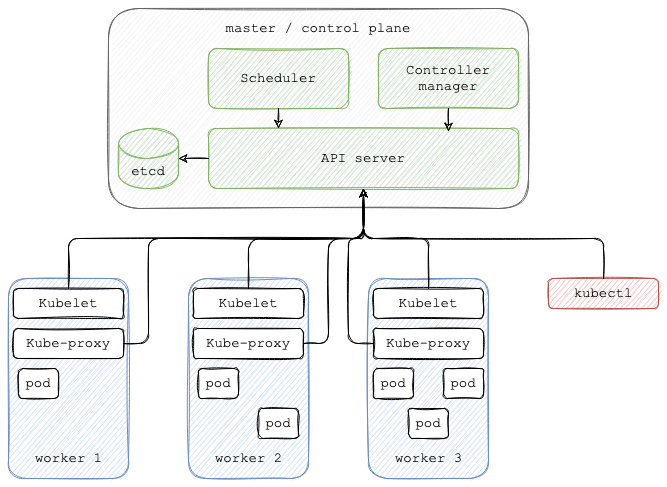 master / control plane
Scheduler
Controller
manager
API server
etcd
Kubelet
Kube-proxy
pod
worker 1
Kubelet
Kube-proxy
pod
pod
worker 2
Kubelet
Kube-proxy
pod
pod
pod
worker 3
kubectl